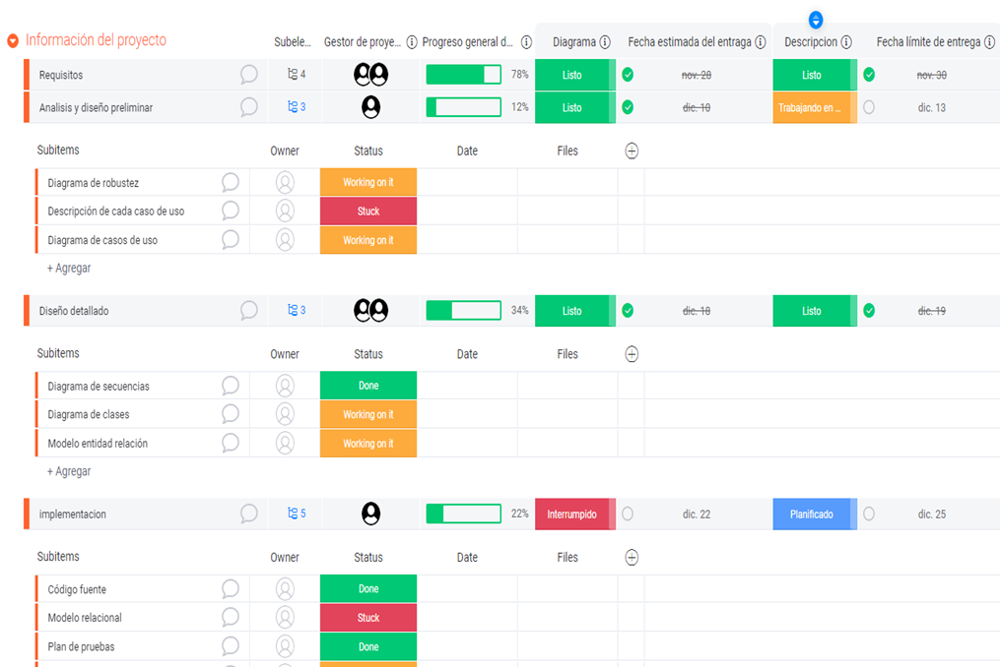 Información del proyecto Subele... Gestor de proye... Progreso general d... Diagrama Fecha estimada del entraga Descripcion Fecha límite de entrega
Requisitos 4 78% Listo nov. 28 Listo nov. 30
Analisis y diseño preliminar 3 12% Listo dic. 10 Trabajando en ... dic. 13
Subitems Owner Status Date Files
Diagrama de robustez Working on it
Descripción de cada caso de uso Stuck
Diagrama de casos de uso Working on it
+ Agregar
Diseño detallado 3 34% Listo dic. 18 Listo dic. 19
Subitems Owner Status Date Files
Diagrama de secuencias Done
Diagrama de clases Working on it
Modelo entidad relación Working on it
+ Agregar
implementacion 5 22% Interrumpido dic. 22 Planificado dic. 25
Subitems Owner Status Date Files
Código fuente Done
Modelo relacional Stuck
Plan de pruebas Done